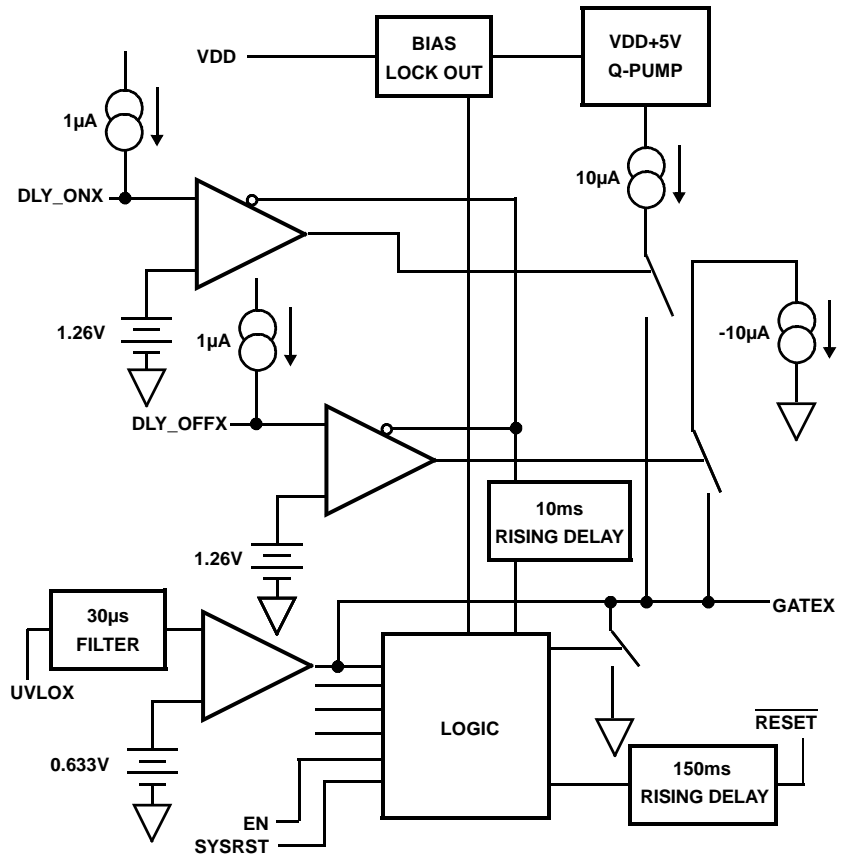 VDD
BIAS
LOCK OUT
VDD+5V
Q-PUMP
1µA
10µA
DLY_ONX
1.26V
1µA
-10µA
DLY_OFFX
10ms
RISING DELAY
1.26V
30µs
FILTER
GATEX
UVLOX
LOGIC
RESET
0.633V
150ms
RISING DELAY
EN
SYSRST